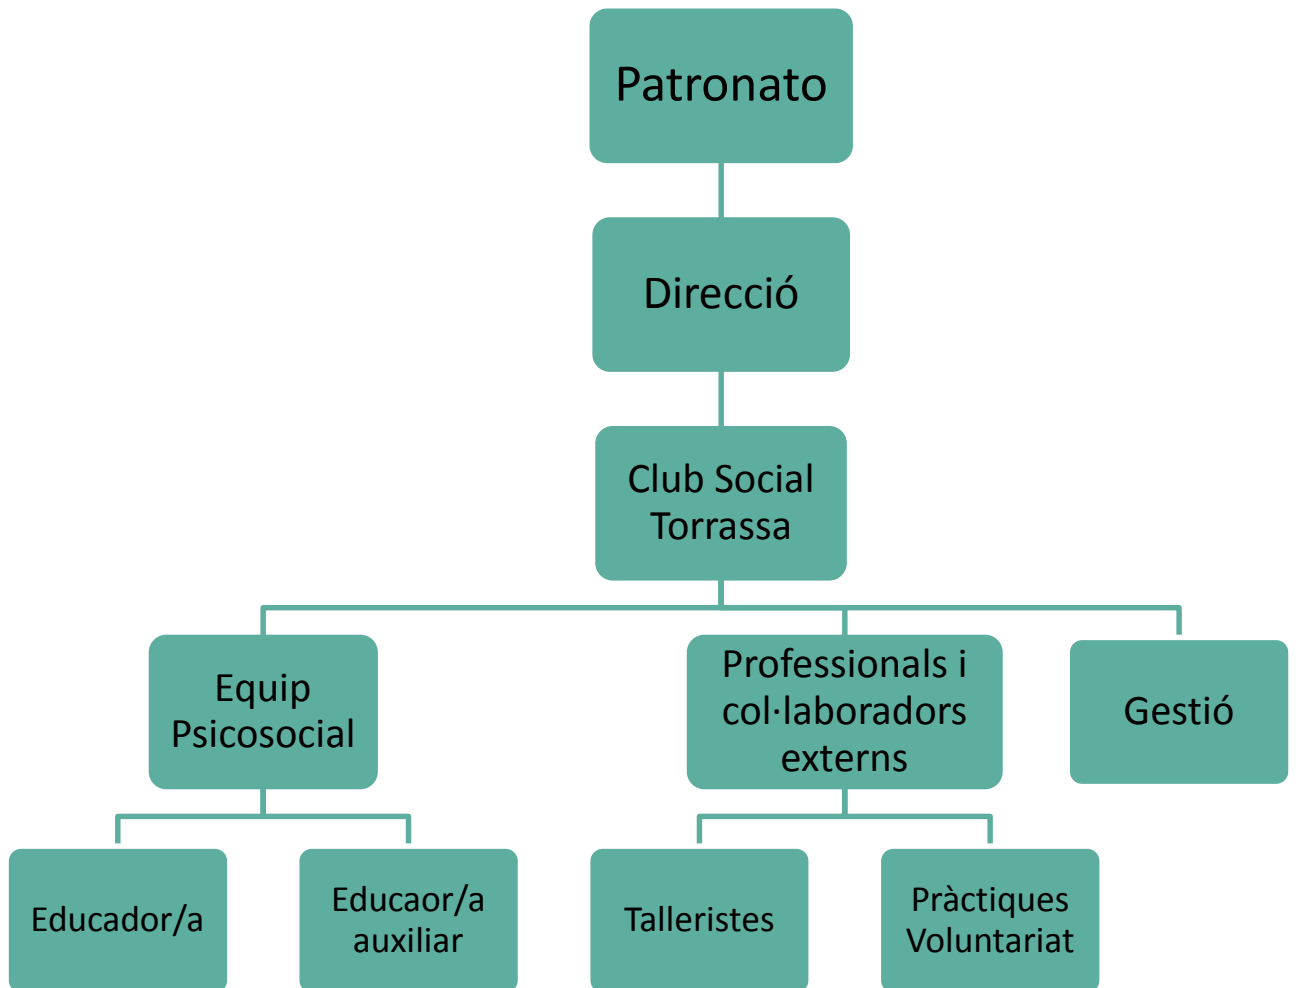 Patronato
Direcció
Club Social
Torrassa
Equip
Psicosocial
Professionals i
col·laboradors
externs
Gestió
Educador/a
Educaor/a
auxiliar
Talleristes
Pràctiques
Voluntariat